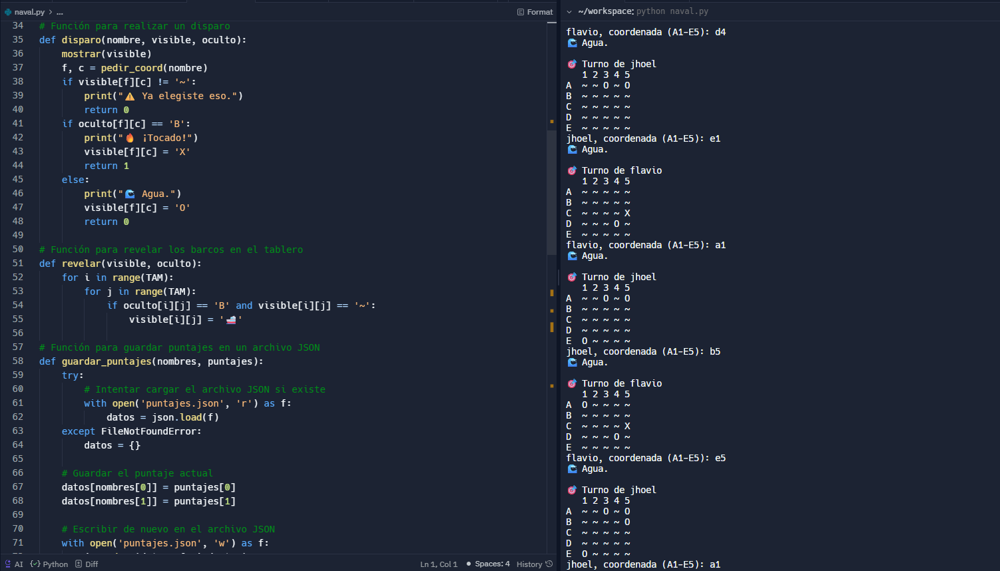 naval.py > ...
Format
34 # Función para realizar un disparo
35 def disparo(nombre, visible, oculto):
36     mostrar(visible)
37     f, c = pedir_coord(nombre)
38     if visible[f][c] != '~':
39         print("⚠️ Ya elegiste eso.")
40         return 0
41     if oculto[f][c] == 'B':
42         print("🔥 ¡Tocado!")
43         visible[f][c] = 'X'
44         return 1
45     else:
46         print("🌊 Agua.")
47         visible[f][c] = 'O'
48         return 0
49
50 # Función para revelar los barcos en el tablero
51 def revelar(visible, oculto):
52     for i in range(TAM):
53         for j in range(TAM):
54             if oculto[i][j] == 'B' and visible[i][j] == '~':
55                 visible[i][j] = '🚢'
56
57 # Función para guardar puntajes en un archivo JSON
58 def guardar_puntajes(nombres, puntajes):
59     try:
60         # Intentar cargar el archivo JSON si existe
61         with open('puntajes.json', 'r') as f:
62             datos = json.load(f)
63     except FileNotFoundError:
64         datos = {}
65
66     # Guardar el puntaje actual
67     datos[nombres[0]] = puntajes[0]
68     datos[nombres[1]] = puntajes[1]
69
70     # Escribir de nuevo en el archivo JSON
71     with open('puntajes.json', 'w') as f:
AI
Python
Diff
Ln 1, Col 1
Spaces: 4
History
~/workspace: python naval.py
flavio, coordenada (A1-E5): d4
🌊 Agua.

🎯 Turno de jhoel
   1 2 3 4 5
A  ~ ~ O ~ O
B  ~ ~ ~ ~ ~
C  ~ ~ ~ ~ ~
D  ~ ~ ~ ~ ~
E  ~ ~ ~ ~ ~
jhoel, coordenada (A1-E5): e1
🌊 Agua.

🎯 Turno de flavio
   1 2 3 4 5
A  ~ ~ ~ ~ ~
B  ~ ~ ~ ~ ~
C  ~ ~ ~ ~ X
D  ~ ~ ~ O ~
E  ~ ~ ~ ~ ~
flavio, coordenada (A1-E5): a1
🌊 Agua.

🎯 Turno de jhoel
   1 2 3 4 5
A  ~ ~ O ~ O
B  ~ ~ ~ ~ ~
C  ~ ~ ~ ~ ~
D  ~ ~ ~ ~ ~
E  O ~ ~ ~ ~
jhoel, coordenada (A1-E5): b5
🌊 Agua.

🎯 Turno de flavio
   1 2 3 4 5
A  O ~ ~ ~ ~
B  ~ ~ ~ ~ ~
C  ~ ~ ~ ~ X
D  ~ ~ ~ O ~
E  ~ ~ ~ ~ ~
flavio, coordenada (A1-E5): e5
🌊 Agua.

🎯 Turno de jhoel
   1 2 3 4 5
A  ~ ~ O ~ O
B  ~ ~ ~ ~ O
C  ~ ~ ~ ~ ~
D  ~ ~ ~ ~ ~
E  O ~ ~ ~ ~
jhoel, coordenada (A1-E5): a1